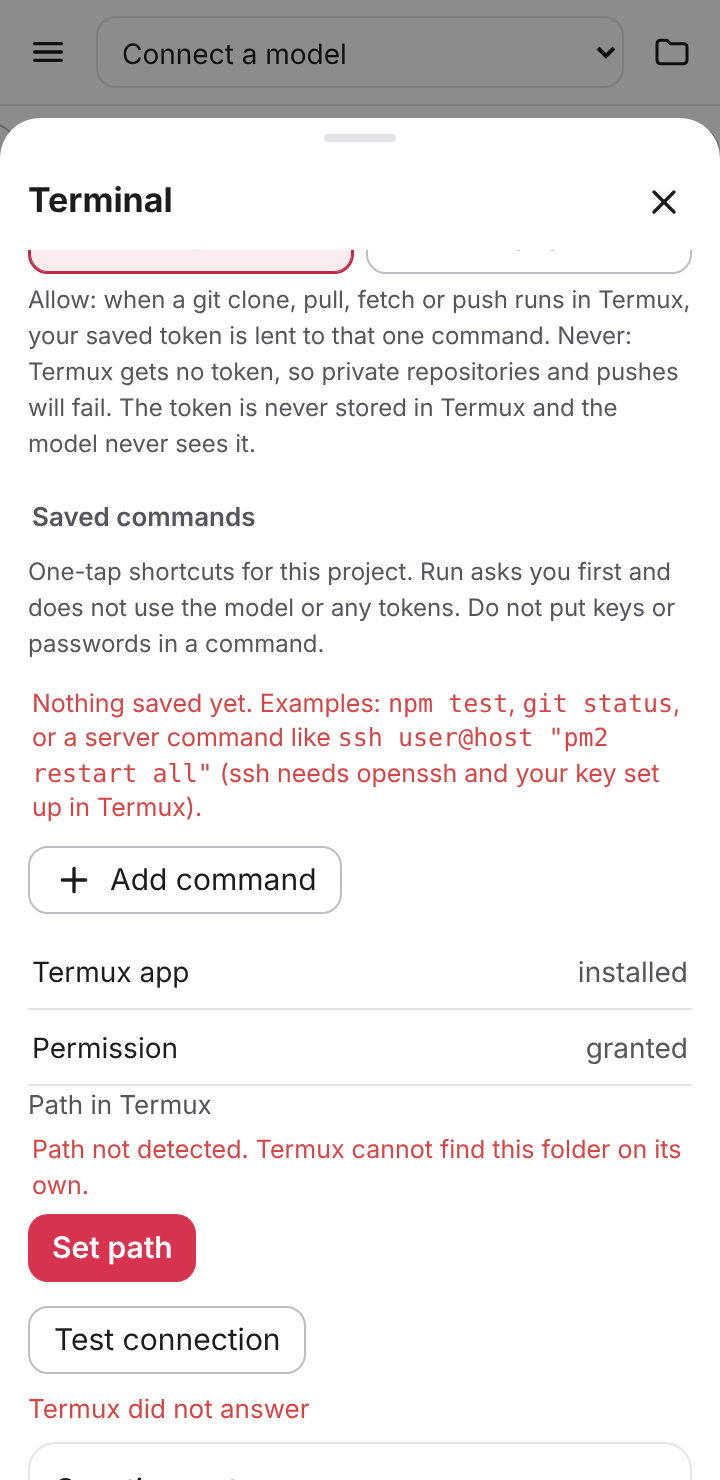 Connect a model
Terminal
Allow: when a git clone, pull, fetch or push runs in Termux,
your saved token is lent to that one command. Never:
Termux gets no token, so private repositories and pushes
will fail. The token is never stored in Termux and the
model never sees it.
Saved commands
One-tap shortcuts for this project. Run asks you first and
does not use the model or any tokens. Do not put keys or
passwords in a command.
Nothing saved yet. Examples: npm test, git status,
or a server command like ssh user@host "pm2
restart all" (ssh needs openssh and your key set
up in Termux).
Add command
Termux app installed
Permission granted
Path in Termux
Path not detected. Termux cannot find this folder on its
own.
Set path
Test connection
Termux did not answer